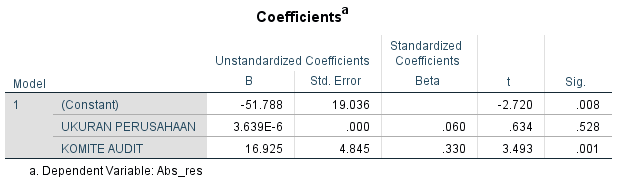 Coefficientsa
Unstandardized Coefficients Standardized Coefficients
Model B Std. Error Beta t Sig.
1 (Constant) -51.788 19.036 -2.720 .008
UKURAN PERUSAHAAN 3.639E-6 .000 .060 .634 .528
KOMITE AUDIT 16.925 4.845 .330 3.493 .001
a. Dependent Variable: Abs_res